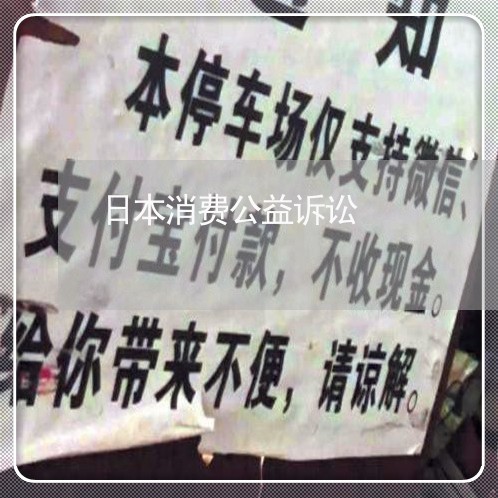 通知
本停车场仅支持微信、
支付宝付款，不收现金。
日本消费公益诉讼
给你带来不便，请谅解。